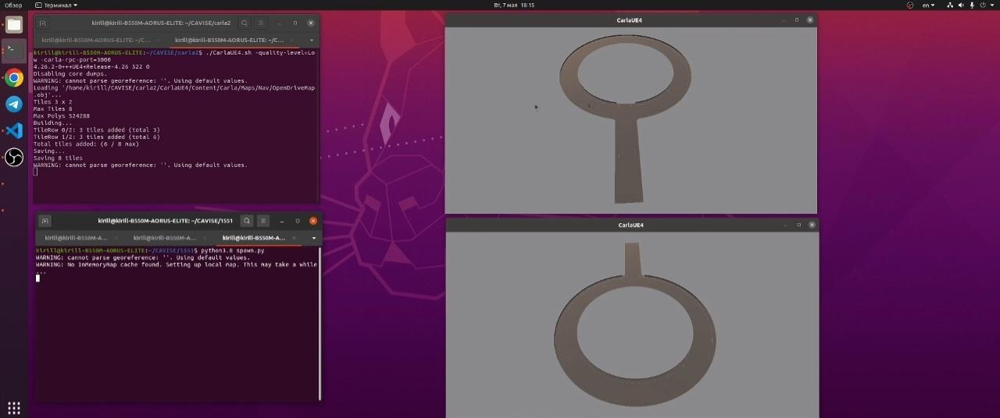 Обзор
Терминал
Вт, 7 мая 18:15
en
kirill@kirill-B550M-AORUS-ELITE: ~/CAVISE/carla2
kirill@kirill-B550M-AORUS-ELITE: ~/C...
kirill@kirill-B550M-AORUS-ELITE: ~/C...
kirill@kirill-B550M-AORUS-ELITE:~/CAVISE/carla2$ ./CarlaUE4.sh -quality-level=Lo
w -carla-rpc-port=3000
4.26.2-0+++UE4+Release-4.26 522 0
Disabling core dumps.
WARNING: cannot parse georeference: ''. Using default values.
Loading '/home/kirill/CAVISE/carla2/CarlaUE4/Content/Carla/Maps/Nav/OpenDriveMap
.obj'...
Tiles 3 x 2
Max Tiles 8
Max Polys 524288
Building...
TileRow 0/2: 3 tiles added (total 3)
TileRow 1/2: 3 tiles added (total 6)
Total tiles added: (6 / 8 max)
Saving...
Saving 8 tiles
WARNING: cannot parse georeference: ''. Using default values.
kirill@kirill-B550M-AORUS-ELITE: ~/CAVISE/1551
kirill@kirill-B550M-A...
kirill@kirill-B550M-A...
kirill@kirill-B550M-A...
kirill@kirill-B550M-AORUS-ELITE:~/CAVISE/1551$ python3.8 spawn.py
WARNING: cannot parse georeference: ''. Using default values.
WARNING: No InMemoryMap cache found. Setting up local map. This may take a while
...
CarlaUE4
CarlaUE4